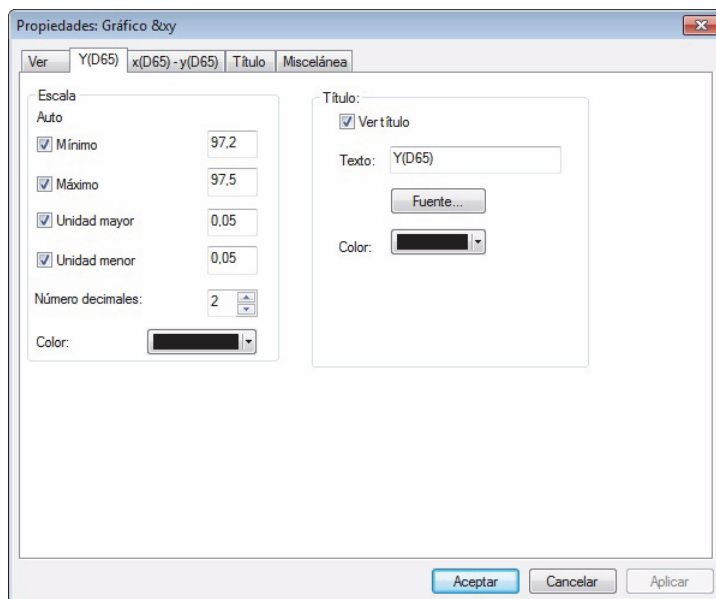 Propiedades: Gráfico &xy
Ver
Y(D65)
x(D65) - y(D65)
Título
Miscelánea
Escala
Auto
Mínimo
97,2
Máximo
97,5
Unidad mayor
0,05
Unidad menor
0,05
Número decimales:
2
Color:
Título:
Ver título
Texto:
Y(D65)
Fuente...
Color:
Aceptar
Cancelar
Aplicar